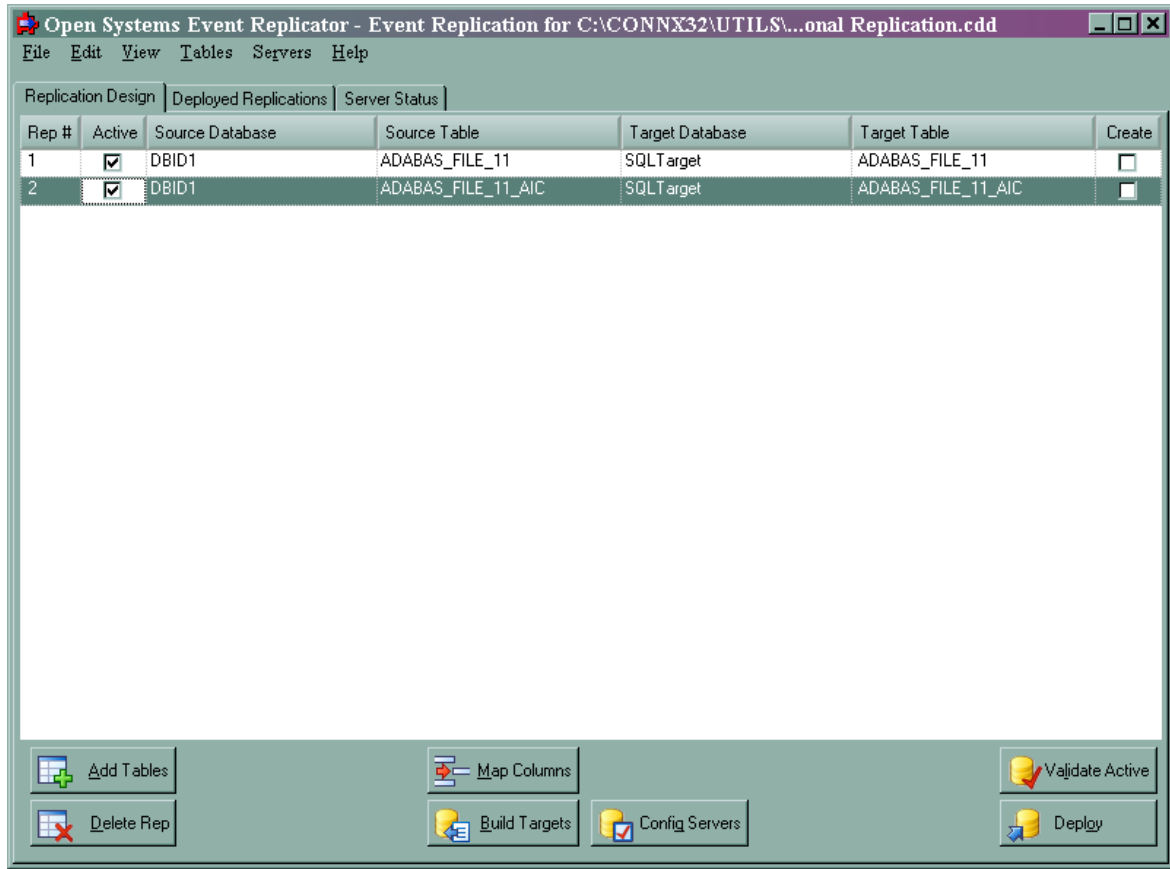 Open Systems Event Replicator - Event Replication for C:\CONNX32\UTILS\...onal Replication.cdd
File Edit View Tables Servers Help
Replication Design Deployed Replications Server Status
Rep # Active Source Database Source Table Target Database Target Table Create
1 DBID1 ADABAS_FILE_11 SQLTarget ADABAS_FILE_11
2 DBID1 ADABAS_FILE_11_AIC SQLTarget ADABAS_FILE_11_AIC
Add Tables Map Columns Validate Active
Delete Rep Build Targets Config Servers Deploy